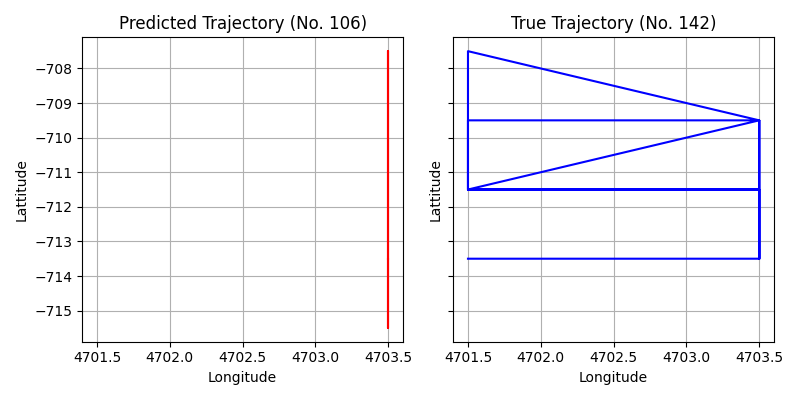 Predicted Trajectory (No. 106)
True Trajectory (No. 142)
−708
−709
−710
−711
−712
−713
−714
−715
Lattitude
Lattitude
4701.5 4702.0 4702.5 4703.0 4703.5
4701.5 4702.0 4702.5 4703.0 4703.5
Longitude
Longitude